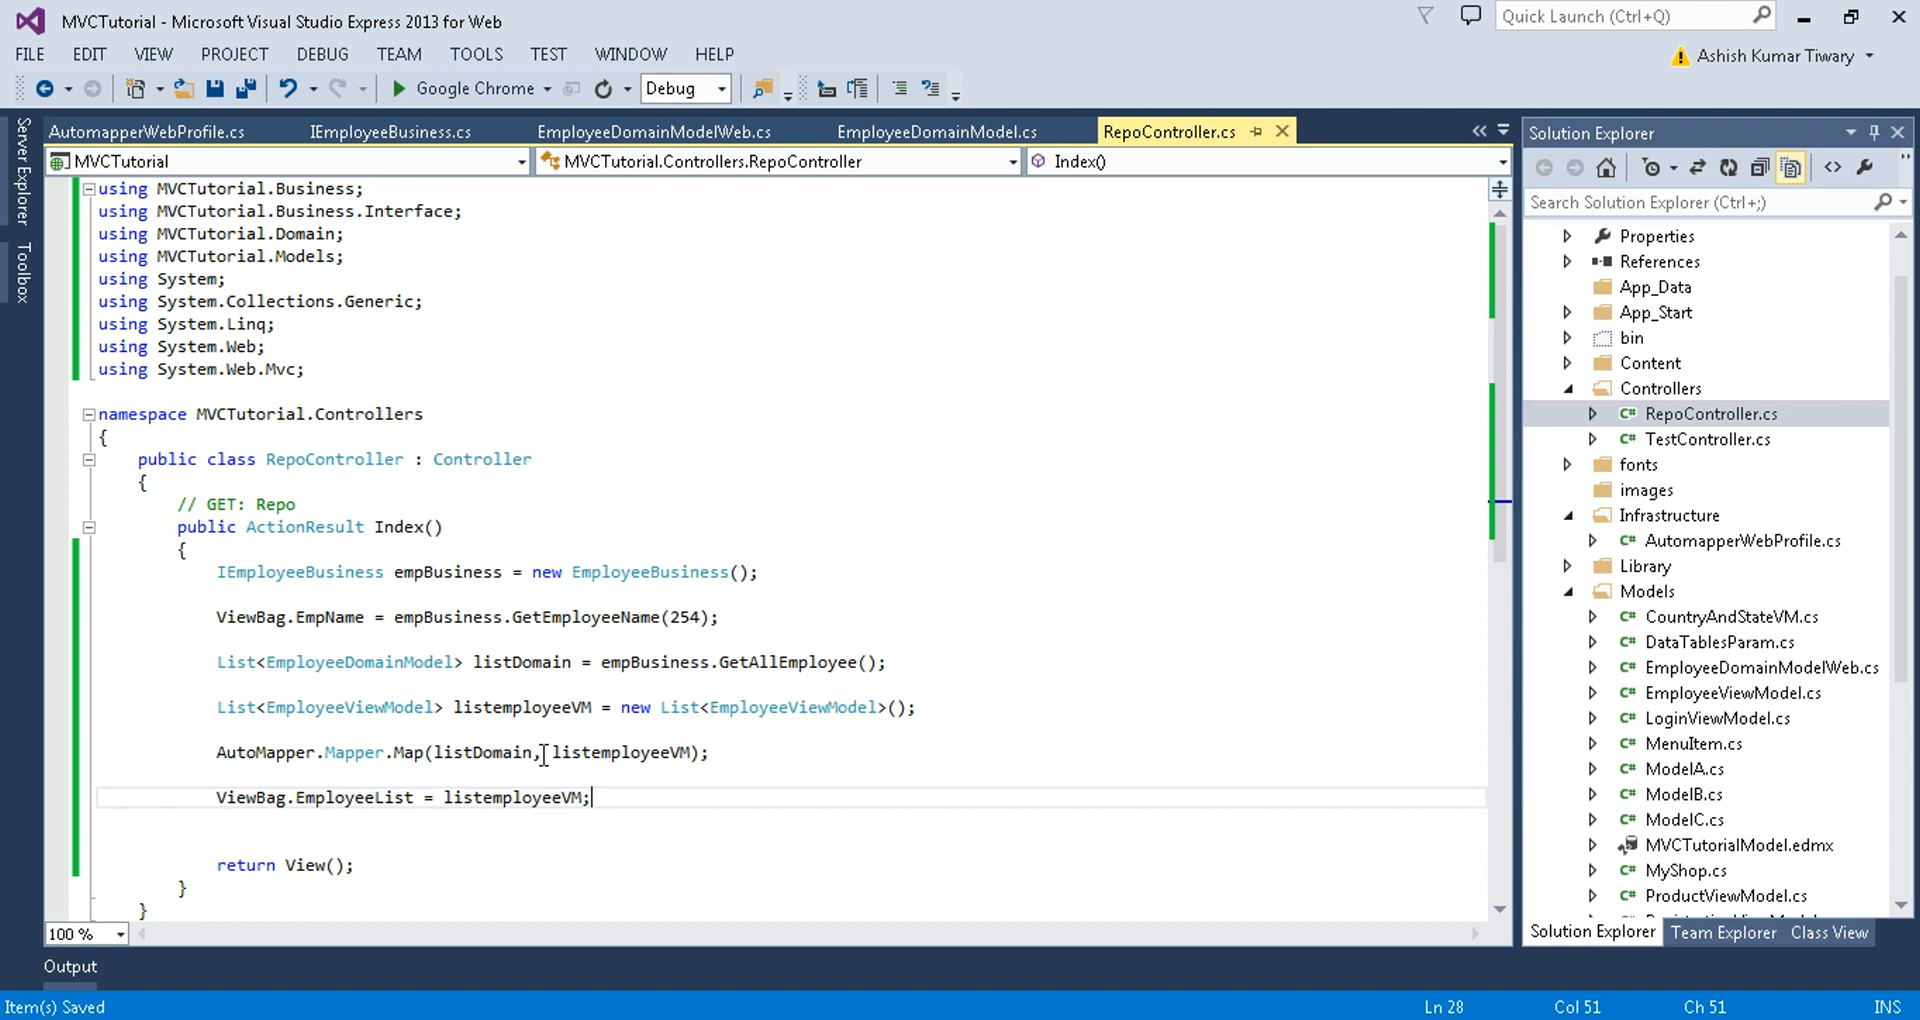 MVCTutorial - Microsoft Visual Studio Express 2013 for Web
Quick Launch (Ctrl+Q)
FILE EDIT VIEW PROJECT DEBUG TEAM TOOLS TEST WINDOW HELP
Ashish Kumar Tiwary
Google Chrome
Debug
Server Explorer
Toolbox
AutomapperWebProfile.cs IEmployeeBusiness.cs EmployeeDomainModelWeb.cs EmployeeDomainModel.cs RepoController.cs
MVCTutorial
MVCTutorial.Controllers.RepoController
Index()
using MVCTutorial.Business;
using MVCTutorial.Business.Interface;
using MVCTutorial.Domain;
using MVCTutorial.Models;
using System;
using System.Collections.Generic;
using System.Linq;
using System.Web;
using System.Web.Mvc;
namespace MVCTutorial.Controllers
{
public class RepoController : Controller
{
// GET: Repo
public ActionResult Index()
{
IEmployeeBusiness empBusiness = new EmployeeBusiness();
ViewBag.EmpName = empBusiness.GetEmployeeName(254);
List<EmployeeDomainModel> listDomain = empBusiness.GetAllEmployee();
List<EmployeeViewModel> listemployeeVM = new List<EmployeeViewModel>();
AutoMapper.Mapper.Map(listDomain, listemployeeVM);
ViewBag.EmployeeList = listemployeeVM;
return View();
}
}
100 %
Solution Explorer
Search Solution Explorer (Ctrl+;)
Properties
References
App_Data
App_Start
bin
Content
Controllers
C# RepoController.cs
C# TestController.cs
fonts
images
Infrastructure
C# AutomapperWebProfile.cs
Library
Models
C# CountryAndStateVM.cs
C# DataTablesParam.cs
C# EmployeeDomainModelWeb.cs
C# EmployeeViewModel.cs
C# LoginViewModel.cs
C# MenuItem.cs
C# ModelA.cs
C# ModelB.cs
C# ModelC.cs
MVCTutorialModel.edmx
C# MyShop.cs
C# ProductViewModel.cs
Solution Explorer Team Explorer Class View
Output
Item(s) Saved
Ln 28 Col 51 Ch 51 INS